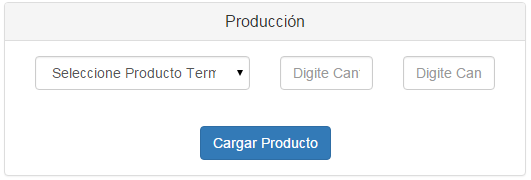 Producción
Seleccione Producto Term
Digite Can
Digite Can
Cargar Producto